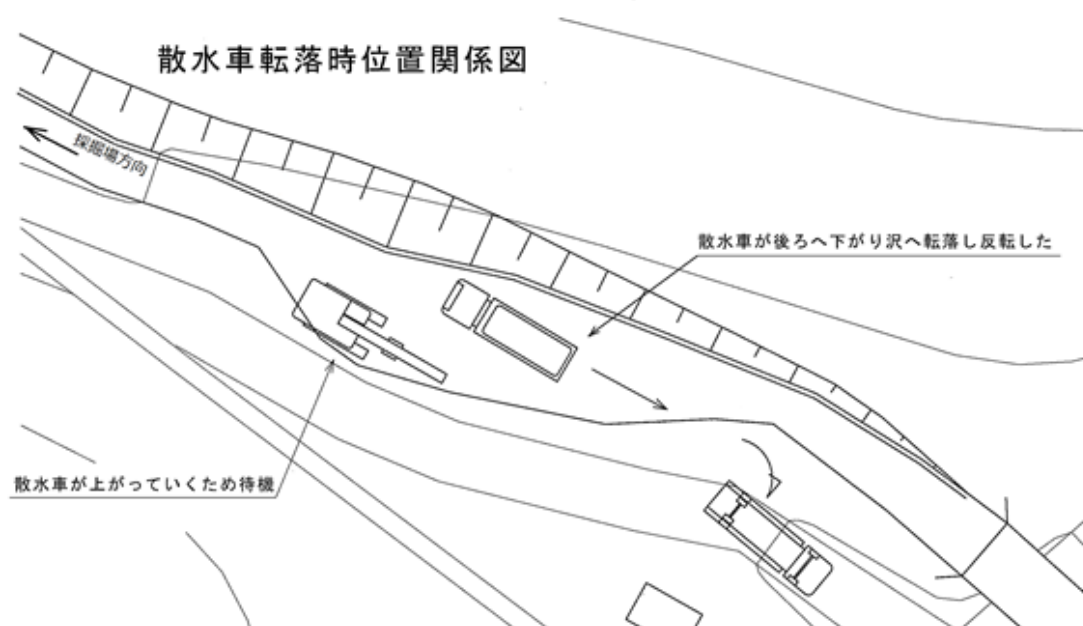 散水車転落時位置関係図
採掘場方向
散水車が後ろへ下がり沢へ転落し反転した
散水車が上がっていくため待機